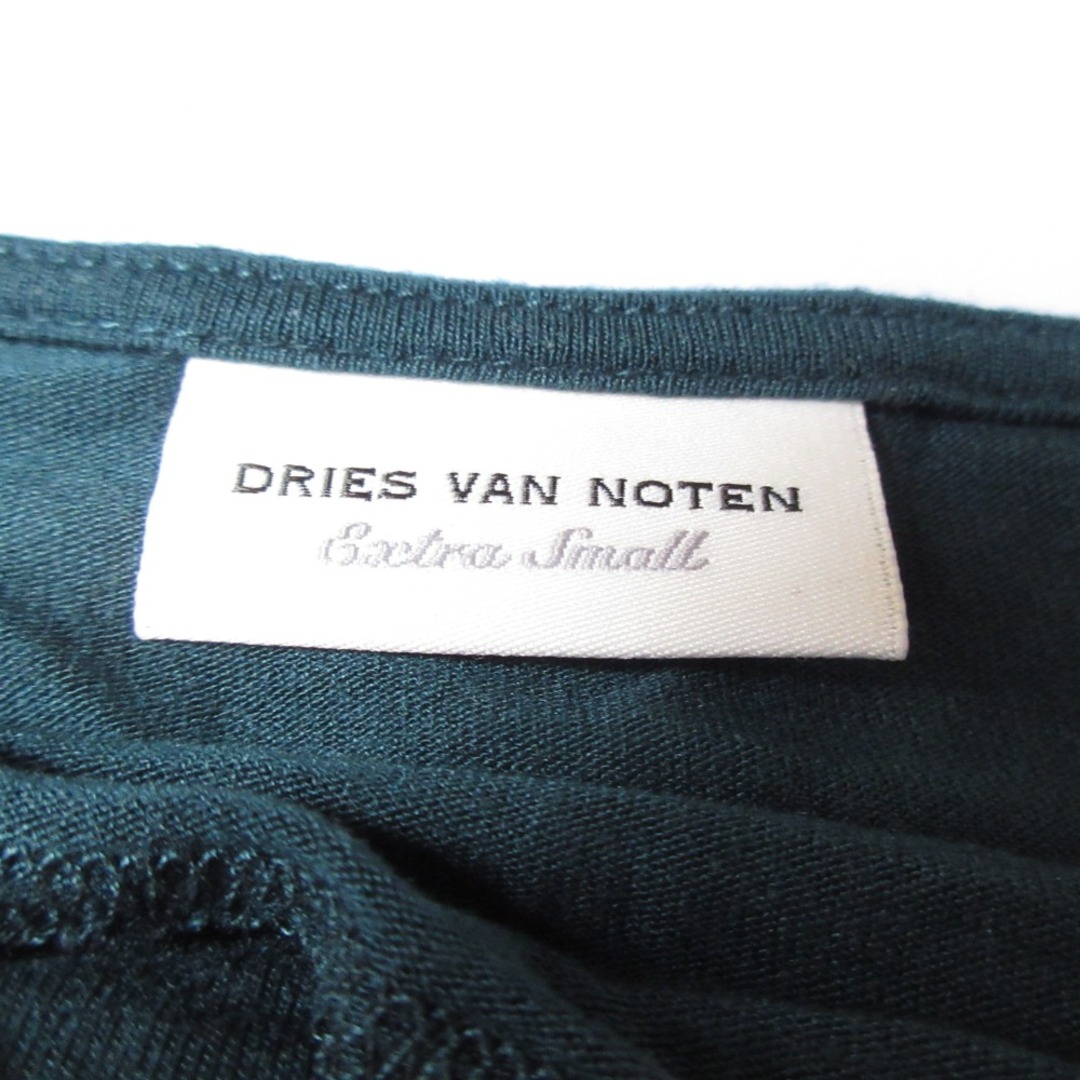 DRIES VAN NOTEN
Extra Small